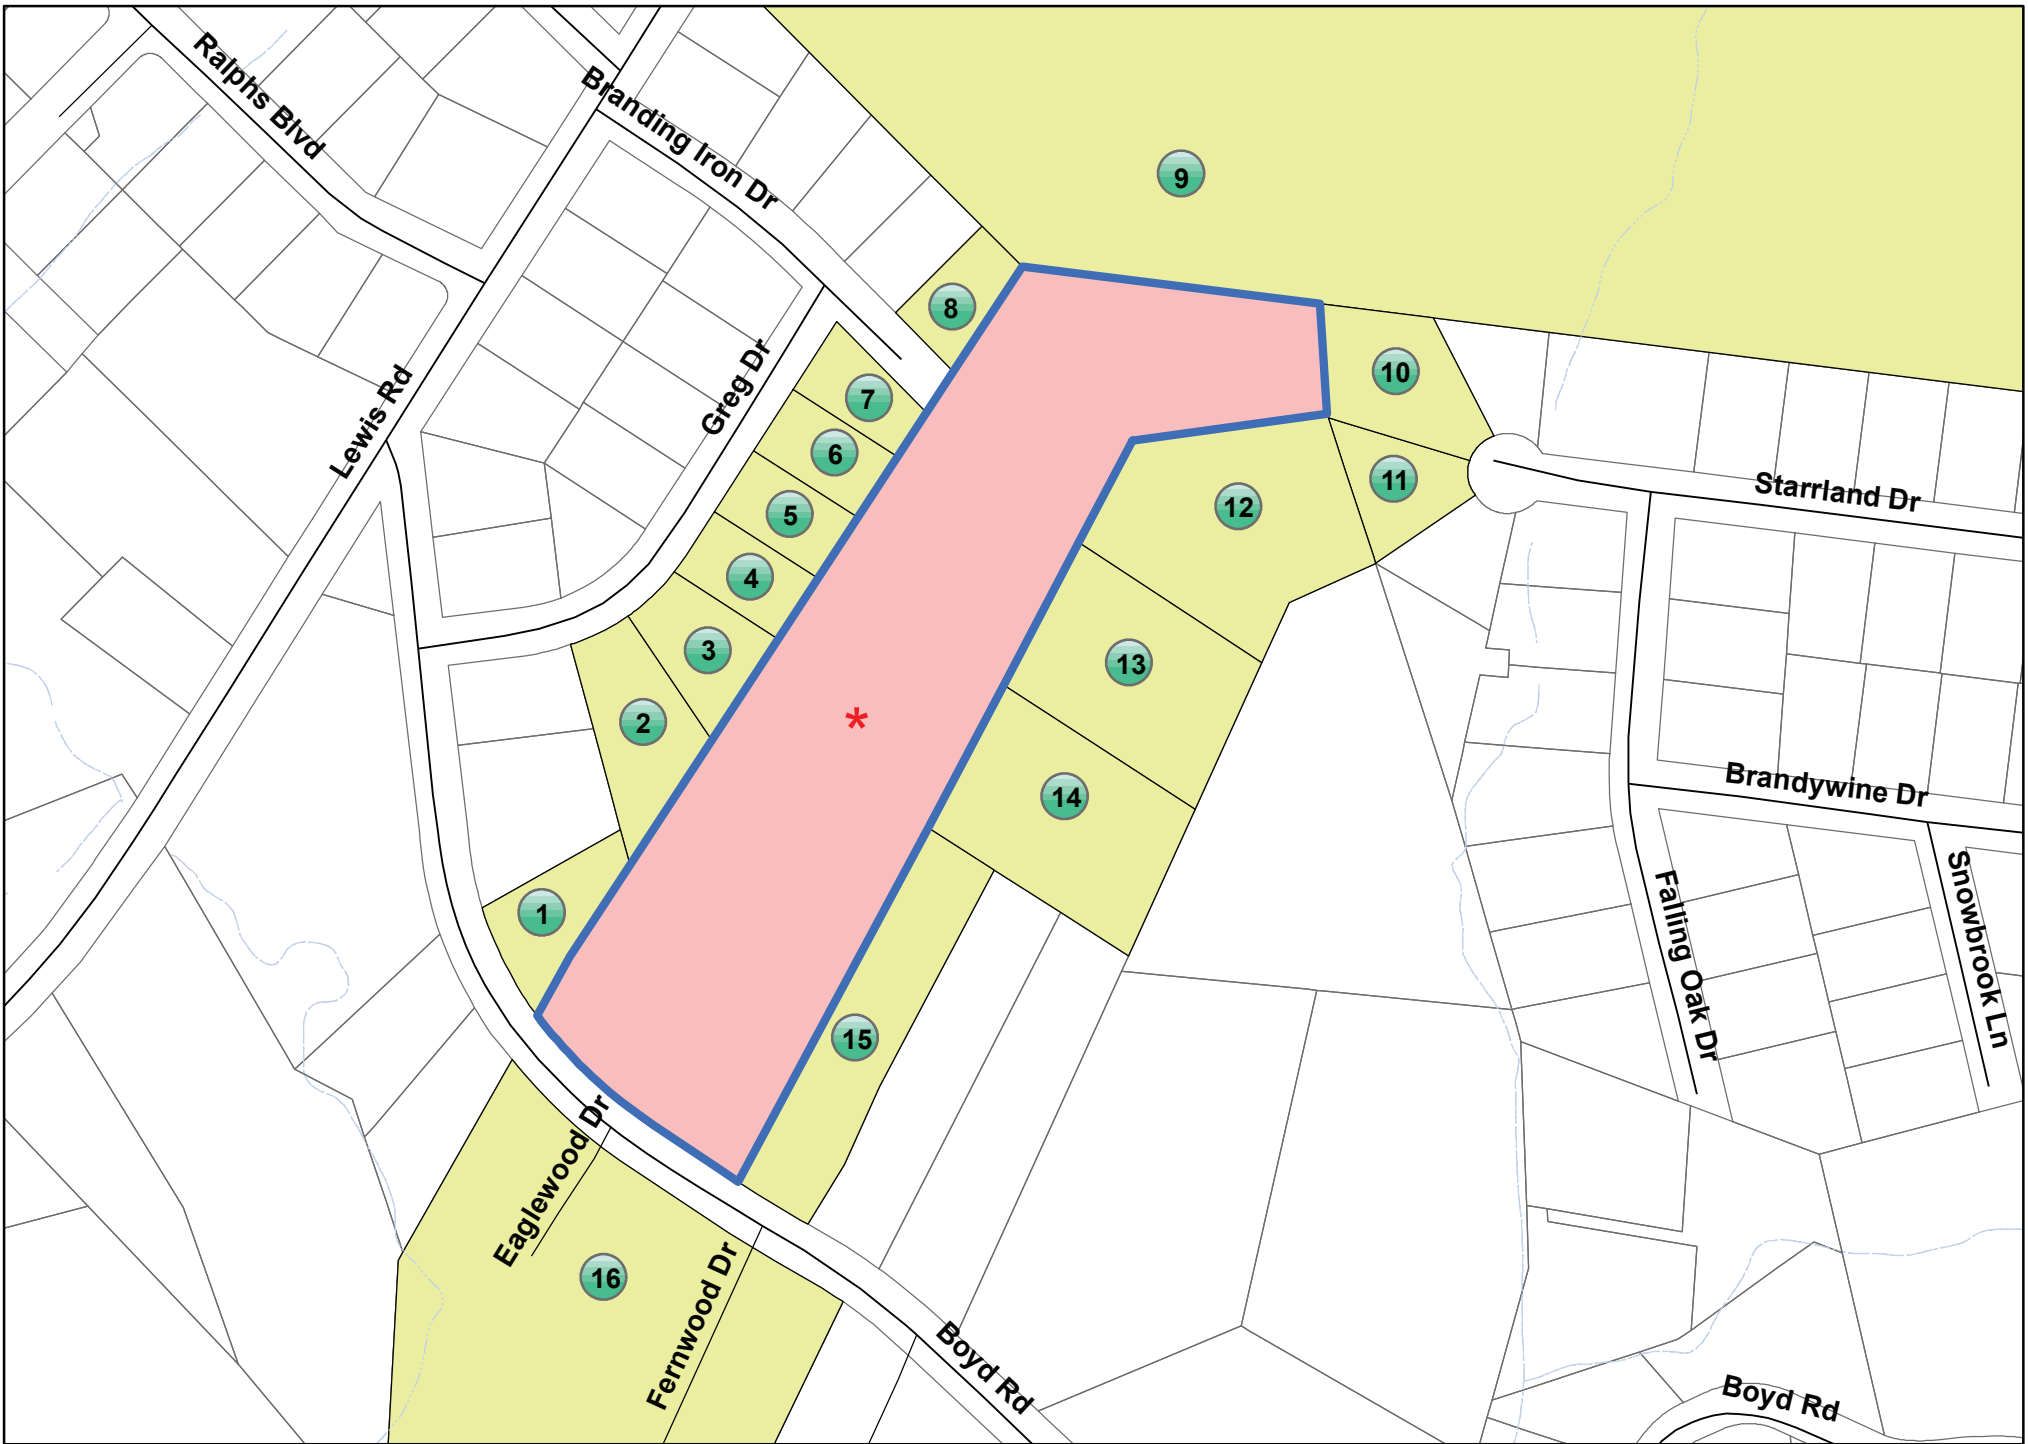 Ralphs Blvd
Branding Iron Dr
9
8
Greg Dr
Lewis Rd
7
10
6
11
5
12
Starrland Dr
4
3
13
2
*
14
Brandywine Dr
1
Falling Oak Dr
Snowbrook Ln
15
Eaglewood Dr
16
Fernwood Dr
Boyd Rd
Boyd Rd